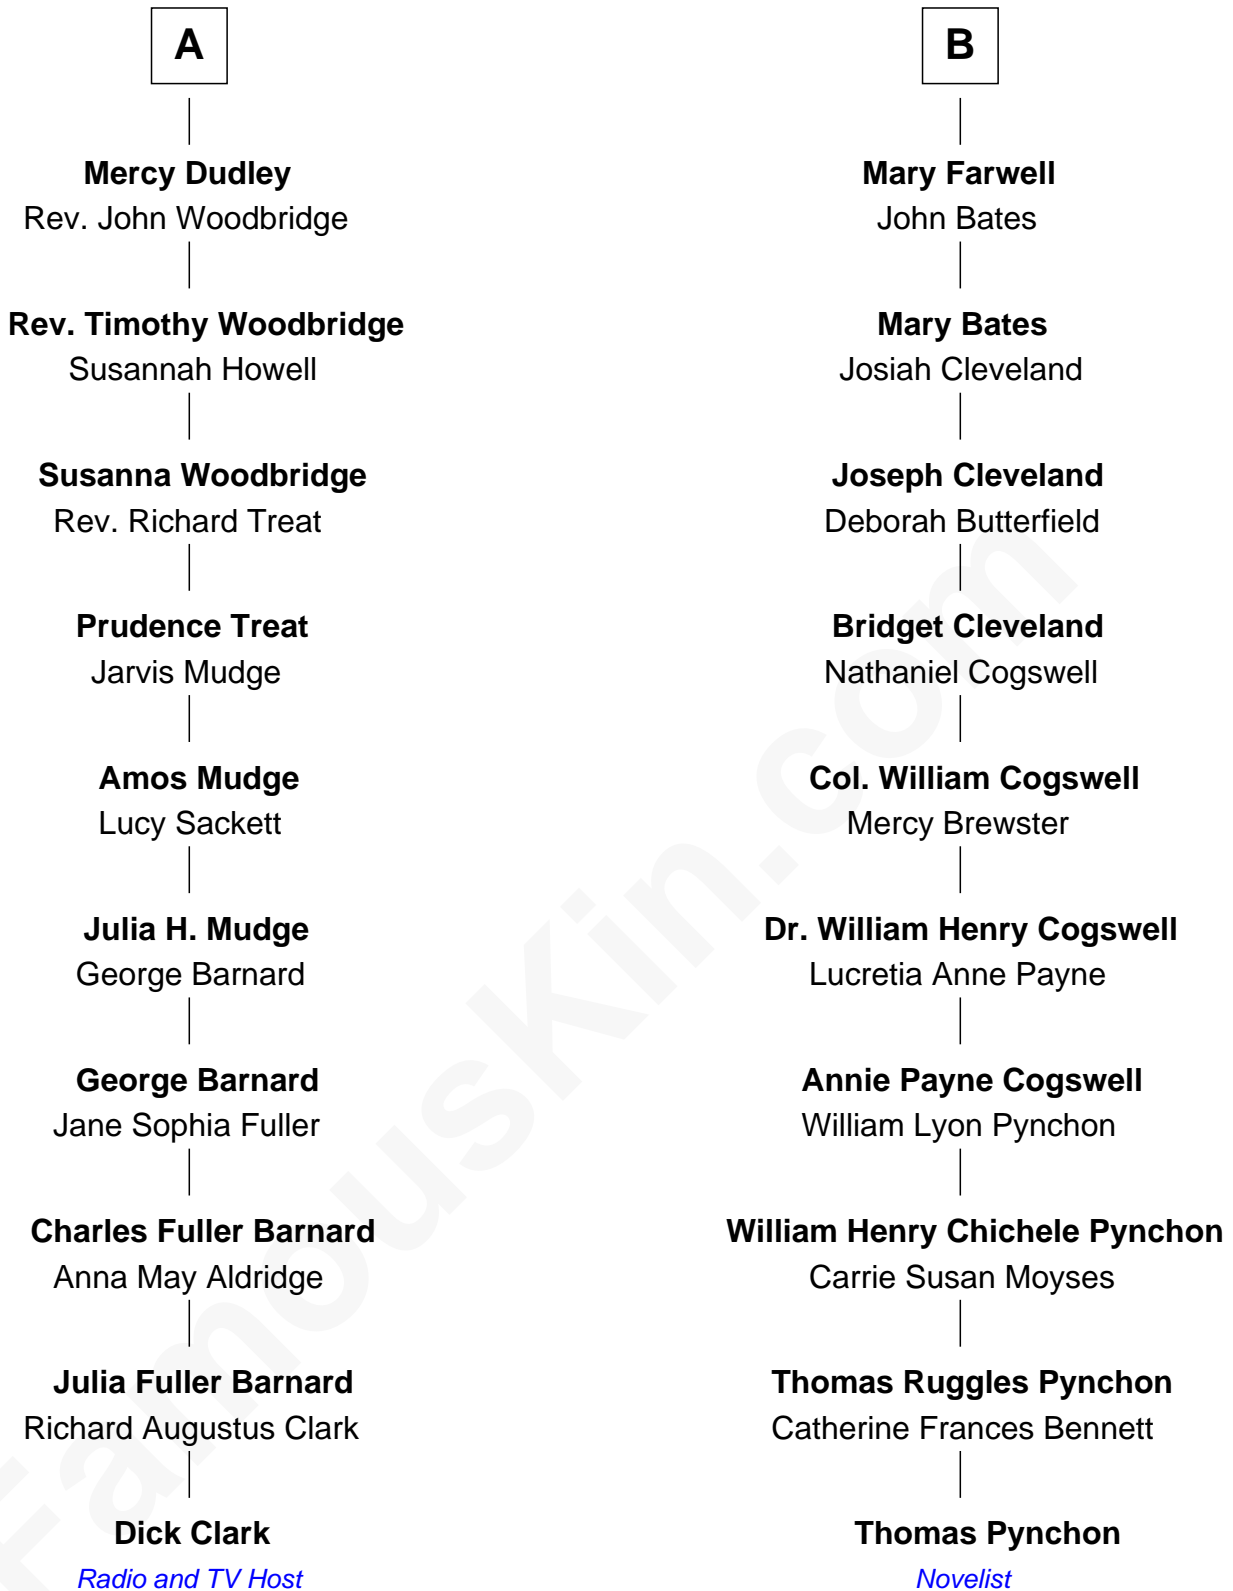 A
Mercy Dudley
Rev. John Woodbridge
Rev. Timothy Woodbridge
Susannah Howell
Susanna Woodbridge
Rev. Richard Treat
Prudence Treat
Jarvis Mudge
Amos Mudge
Lucy Sackett
Julia H. Mudge
George Barnard
George Barnard
Jane Sophia Fuller
Charles Fuller Barnard
Anna May Aldridge
Julia Fuller Barnard
Richard Augustus Clark
Dick Clark
Radio and TV Host
B
Mary Farwell
John Bates
Mary Bates
Josiah Cleveland
Joseph Cleveland
Deborah Butterfield
Bridget Cleveland
Nathaniel Cogswell
Col. William Cogswell
Mercy Brewster
Dr. William Henry Cogswell
Lucretia Anne Payne
Annie Payne Cogswell
William Lyon Pynchon
William Henry Chichele Pynchon
Carrie Susan Moyses
Thomas Ruggles Pynchon
Catherine Frances Bennett
Thomas Pynchon
Novelist
FamousKin.com